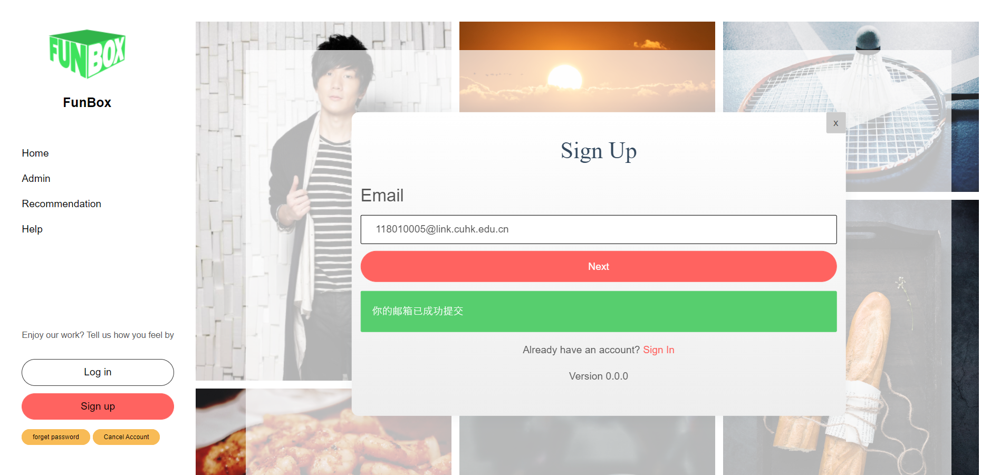 FUNBOX
FunBox
Home
Admin
Recommendation
Help
Enjoy our work? Tell us how you feel by
Log in
Sign up
forget password
Cancel Account
x
Sign Up
Email
118010005@link.cuhk.edu.cn
Next
你的邮箱已成功提交
Already have an account? Sign In
Version 0.0.0